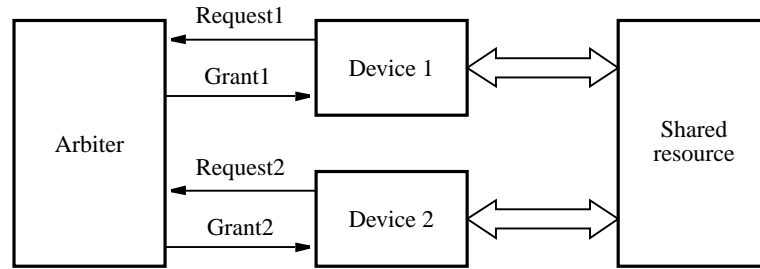 Request1
Device 1
Grant1
Arbiter
Shared
resource
Request2
Device 2
Grant2